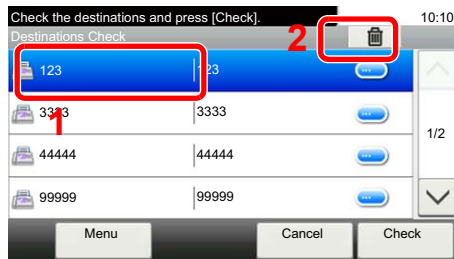 Check the destinations and press [Check].
10:10
Destinations Check
2
123 123
1
3333 3333
1/2
44444 44444
99999 99999
Menu Cancel Check